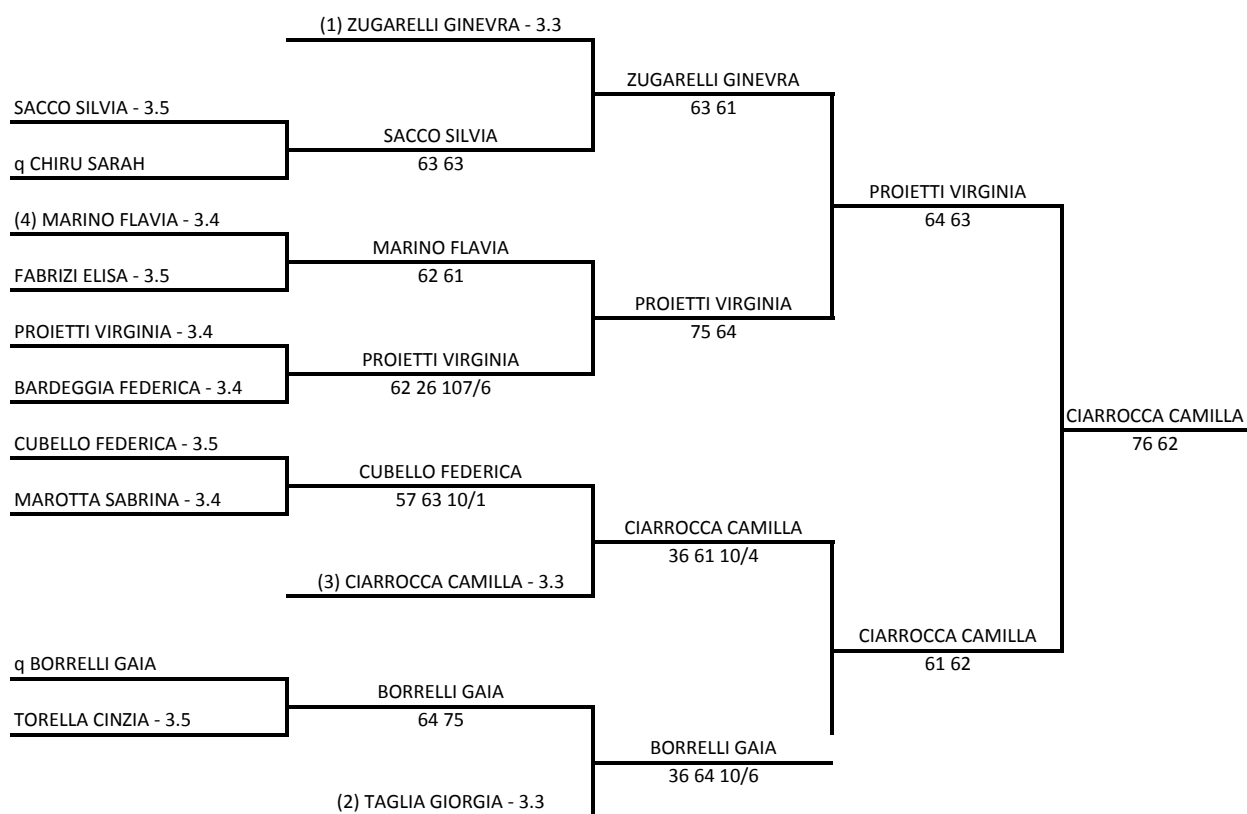 (1) ZUGARELLI GINEVRA - 3.3
ZUGARELLI GINEVRA
63 61
SACCO SILVIA - 3.5
SACCO SILVIA
63 63
q CHIRU SARAH
PROIETTI VIRGINIA
64 63
(4) MARINO FLAVIA - 3.4
MARINO FLAVIA
62 61
FABRIZI ELISA - 3.5
PROIETTI VIRGINIA
75 64
PROIETTI VIRGINIA - 3.4
PROIETTI VIRGINIA
62 26 107/6
BARDEGGIA FEDERICA - 3.4
CIARROCCA CAMILLA
76 62
CUBELLO FEDERICA - 3.5
CUBELLO FEDERICA
57 63 10/1
MAROTTA SABRINA - 3.4
CIARROCCA CAMILLA
36 61 10/4
(3) CIARROCCA CAMILLA - 3.3
CIARROCCA CAMILLA
61 62
q BORRELLI GAIA
BORRELLI GAIA
64 75
TORELLA CINZIA - 3.5
BORRELLI GAIA
36 64 10/6
(2) TAGLIA GIORGIA - 3.3